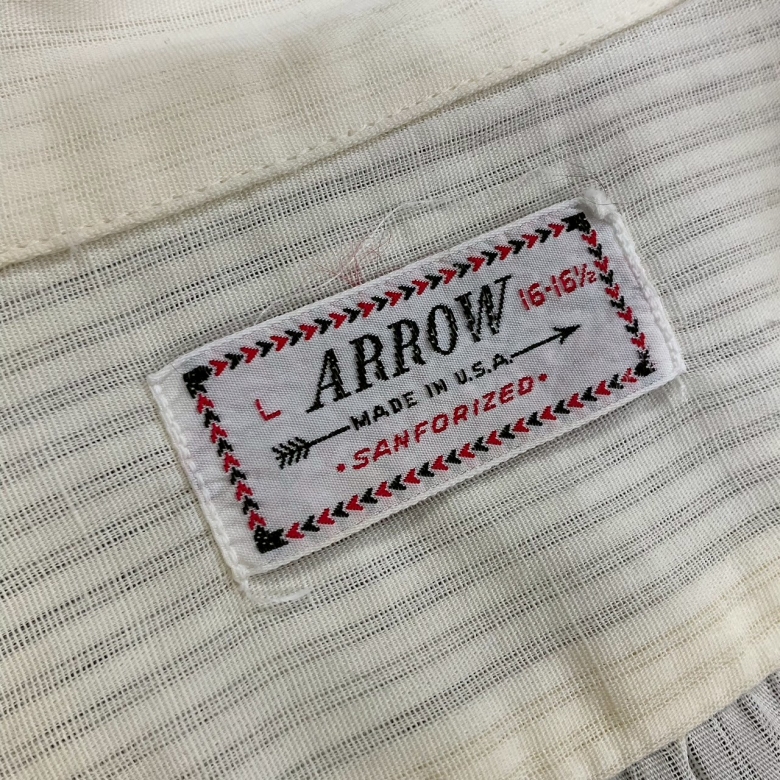 L ARROW 16-16½
MADE IN U.S.A.
•SANFORIZED•